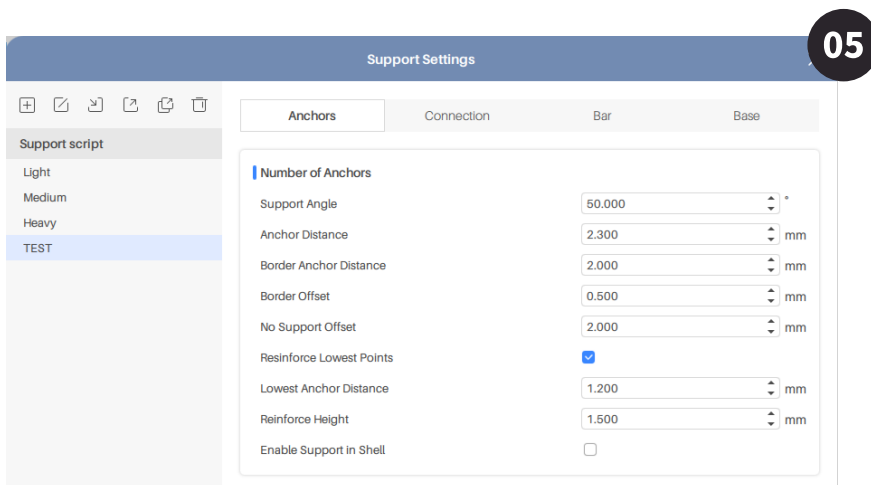 05
Support Settings
Anchors Connection Bar Base
Support script
Light
Medium
Heavy
TEST
Number of Anchors
Support Angle 50.000 °
Anchor Distance 2.300 mm
Border Anchor Distance 2.000 mm
Border Offset 0.500 mm
No Support Offset 2.000 mm
Resinforce Lowest Points
Lowest Anchor Distance 1.200 mm
Reinforce Height 1.500 mm
Enable Support in Shell